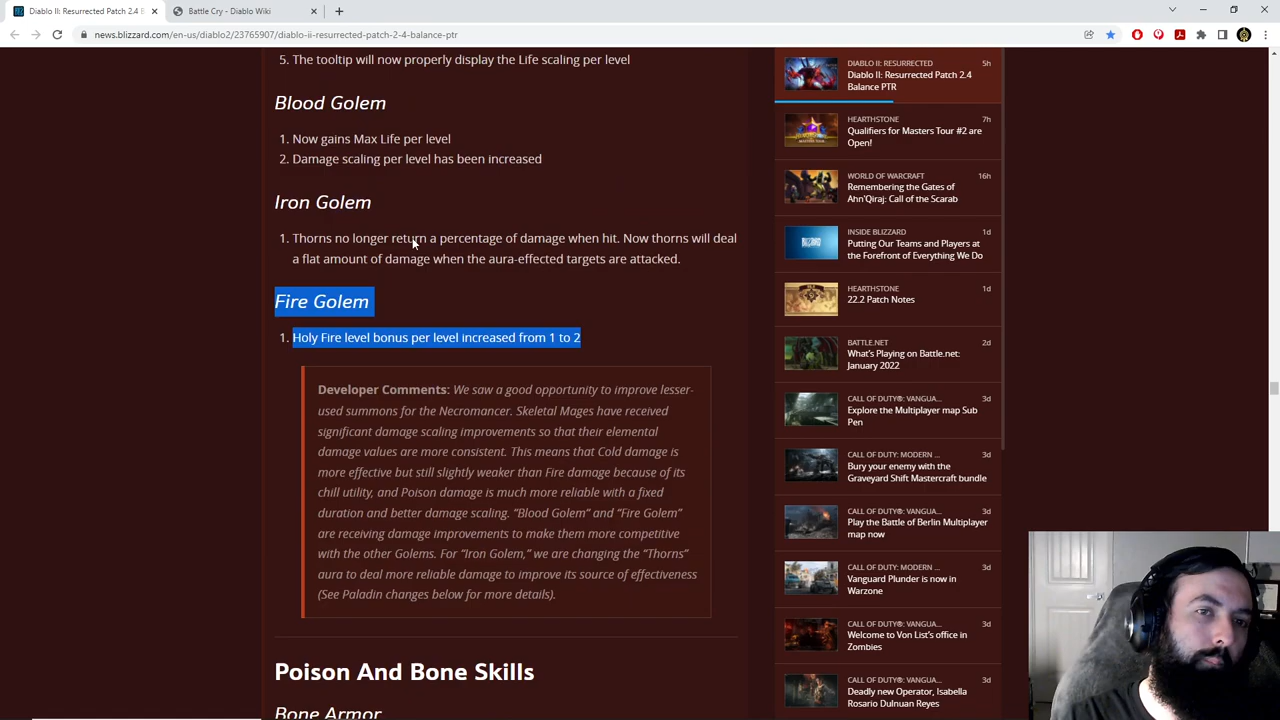 Diablo II: Resurrected Patch 2.4 B
Battle Cry - Diablo Wiki
news.blizzard.com/en-us/diablo2/23765907/diablo-ii-resurrected-patch-2-4-balance-ptr
5. The tooltip will now properly display the Life scaling per level
Blood Golem
1. Now gains Max Life per level
2. Damage scaling per level has been increased
Iron Golem
1. Thorns no longer return a percentage of damage when hit. Now thorns will deal
a flat amount of damage when the aura-effected targets are attacked.
Fire Golem
1. Holy Fire level bonus per level increased from 1 to 2
Developer Comments: We saw a good opportunity to improve lesser-
used summons for the Necromancer. Skeletal Mages have received
significant damage scaling improvements so that their elemental
damage values are more consistent. This means that Cold damage is
more effective but still slightly weaker than Fire damage because of its
chill utility, and Poison damage is much more reliable with a fixed
duration and better damage scaling. “Blood Golem” and “Fire Golem”
are receiving damage improvements to make them more competitive
with the other Golems. For “Iron Golem,” we are changing the “Thorns”
aura to deal more reliable damage to improve its source of effectiveness
(See Paladin changes below for more details).
Poison And Bone Skills
Bone Armor
DIABLO II: RESURRECTED 5h
Diablo II: Resurrected Patch 2.4
Balance PTR
HEARTHSTONE 7h
Qualifiers for Masters Tour #2 are
Open!
WORLD OF WARCRAFT 16h
Remembering the Gates of
Ahn'Qiraj: Call of the Scarab
INSIDE BLIZZARD 1d
Putting Our Teams and Players at
the Forefront of Everything We Do
HEARTHSTONE 1d
22.2 Patch Notes
BATTLE.NET 2d
What’s Playing on Battle.net:
January 2022
CALL OF DUTY®: VANGUA... 3d
Explore the Multiplayer map Sub
Pen
CALL OF DUTY: MODERN ... 3d
Bury your enemy with the
Graveyard Shift Mastercraft bundle
CALL OF DUTY®: VANGUA... 3d
Play the Battle of Berlin Multiplayer
map now
CALL OF DUTY: MODERN ... 3d
Vanguard Plunder is now in
Warzone
CALL OF DUTY®: VANGUA... 3d
Welcome to Von List’s office in
Zombies
CALL OF DUTY®: VANGUA... 3d
Deadly new Operator, Isabella
Rosario Dulnuan Reyes